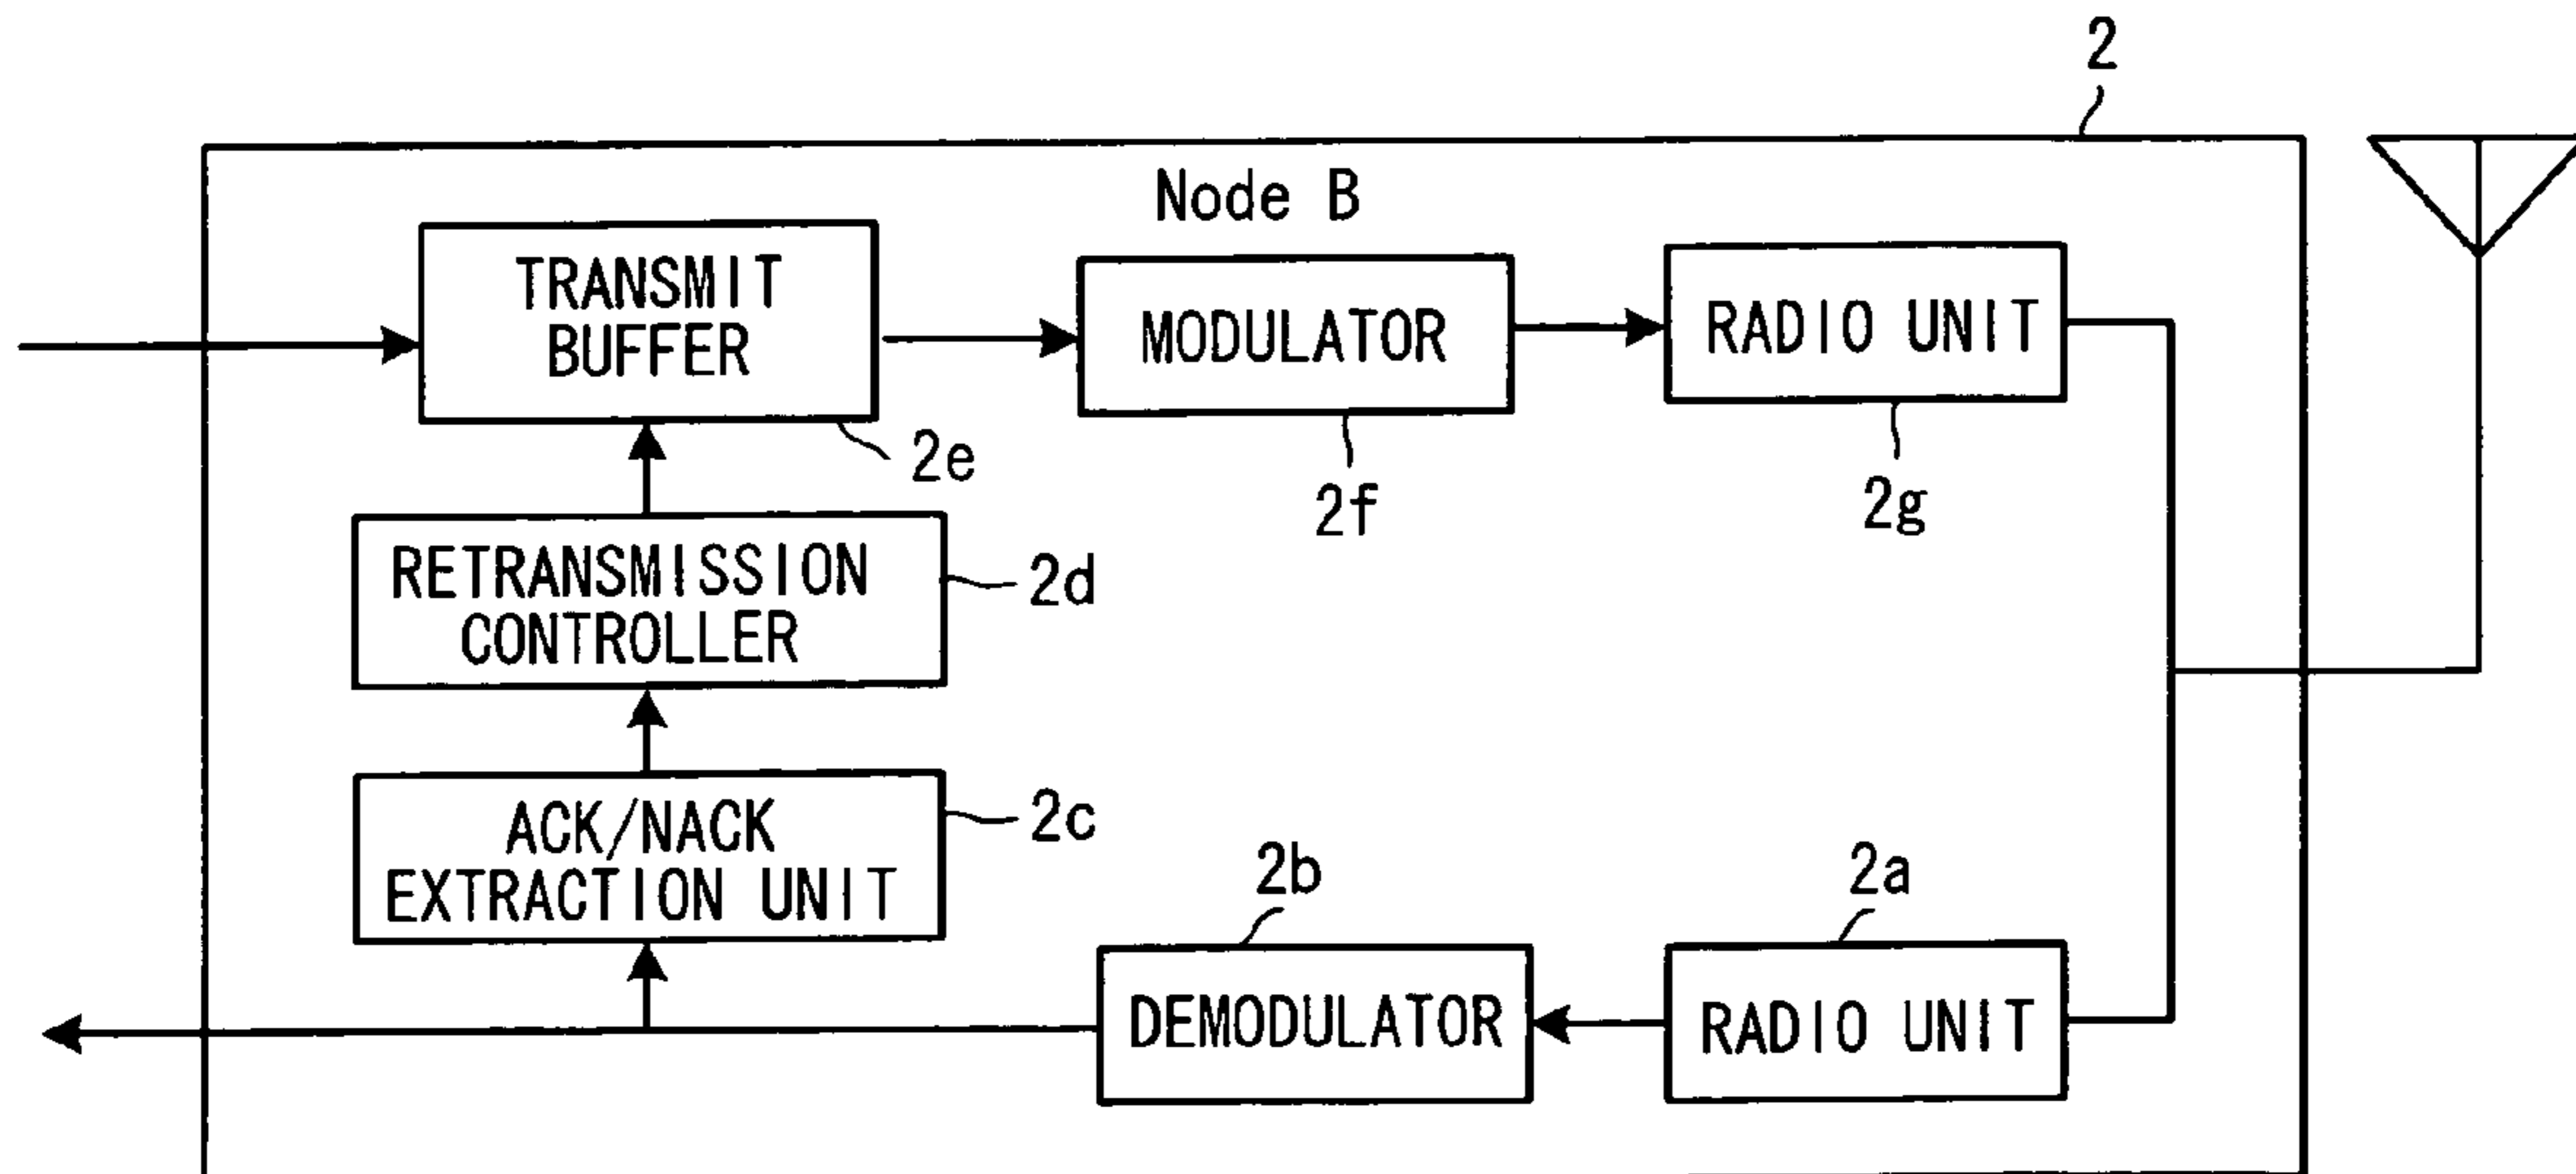 2
Node B
TRANSMIT
BUFFER
MODULATOR
RADIO UNIT
2e
2f
2g
RETRANSMISSION
CONTROLLER
2d
ACK/NACK
EXTRACTION UNIT
2c
2b
2a
DEMODULATOR
RADIO UNIT